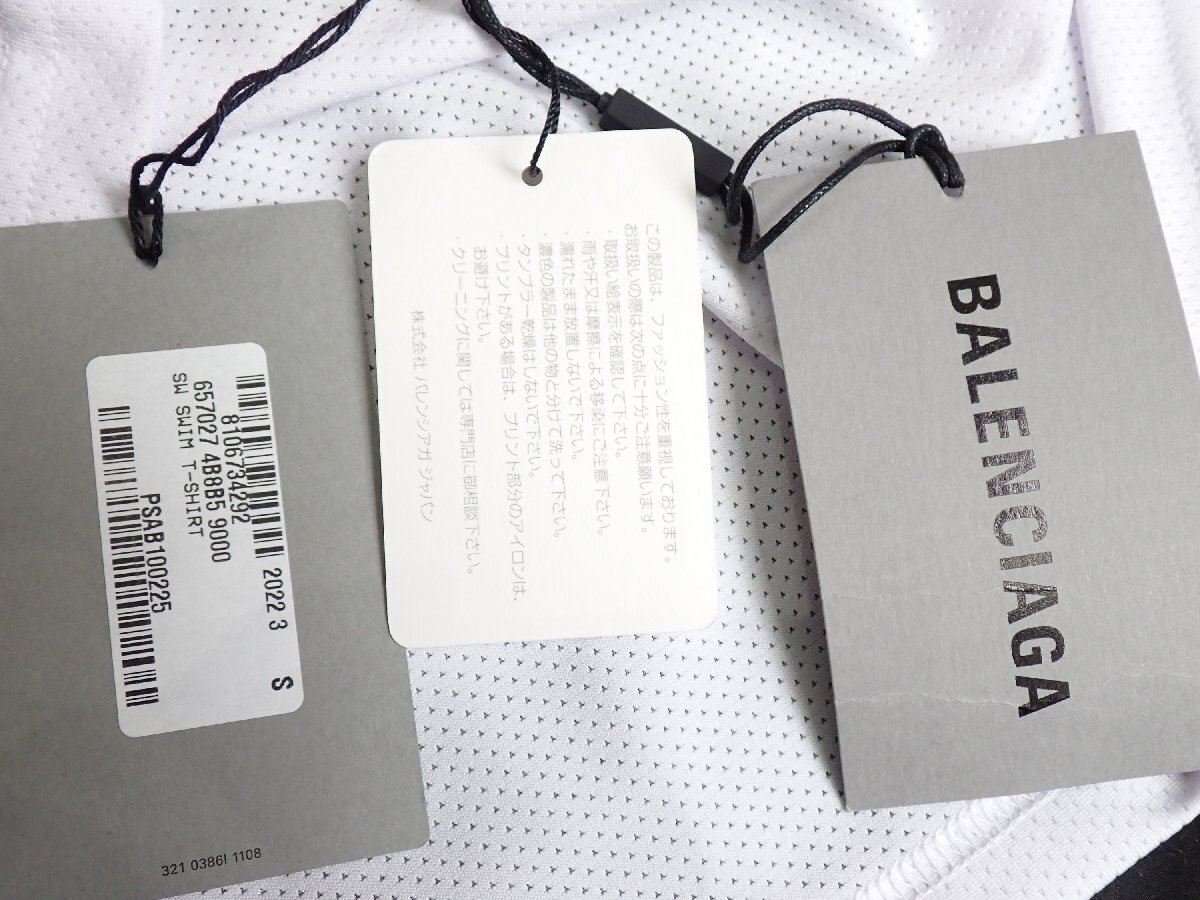 8106734292 2022 3 S
657027 4B8B5 9000
SW SWIM T-SHIRT
PSAB100225
321 0386I 1108
この製品は、ファッション性を重視しております。
お取扱いの際は次の点に十分ご注意願います。
・取扱い絵表示を確認して下さい。
・雨や汗又は摩擦による移染にご注意下さい。
・濡れたまま放置しないで下さい。
・濃色の製品は他の物と分けて洗って下さい。
・タンブラー乾燥はしないで下さい。
・プリントがある場合は、プリント部分のアイロンは、
お避け下さい。
・クリーニングに関しては専門店に御相談下さい。
株式会社 バレンシアガ ジャパン
BALENCIAGA